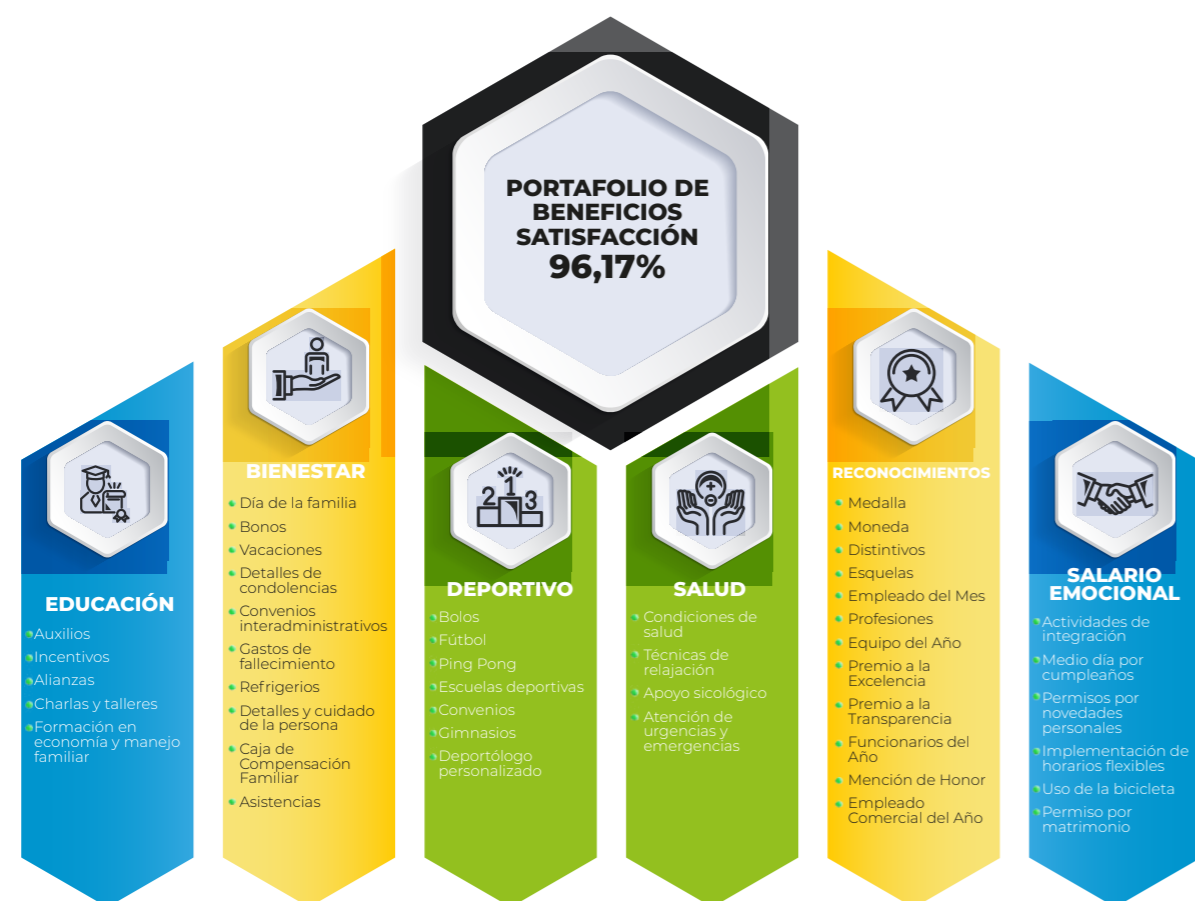 PORTAFOLIO DE
BENEFICIOS
SATISFACCIÓN
96,17%
EDUCACIÓN
Auxilios
Incentivos
Alianzas
Charlas y talleres
Formación en
economía y manejo
familiar
BIENESTAR
Día de la familia
Bonos
Vacaciones
Detalles de
condolencias
Convenios
interadministrativos
Gastos de
fallecimiento
Refrigerios
Detalles y cuidado
de la persona
Caja de
Compensación
Familiar
Asistencias
1
2
3
DEPORTIVO
Bolos
Fútbol
Ping Pong
Escuelas deportivas
Convenios
Gimnasios
Deportólogo
personalizado
SALUD
Condiciones de
salud
Técnicas de
relajación
Apoyo sicológico
Atención de
urgencias y
emergencias
RECONOCIMIENTOS
Medalla
Moneda
Distintivos
Esquelas
Empleado del Mes
Profesiones
Equipo del Año
Premio a la
Excelencia
Premio a la
Transparencia
Funcionarios del
Año
Mención de Honor
Empleado
Comercial del Año
SALARIO
EMOCIONAL
Actividades de
integración
Medio día por
cumpleaños
Permisos por
novedades
personales
Implementación de
horarios flexibles
Uso de la bicicleta
Permiso por
matrimonio